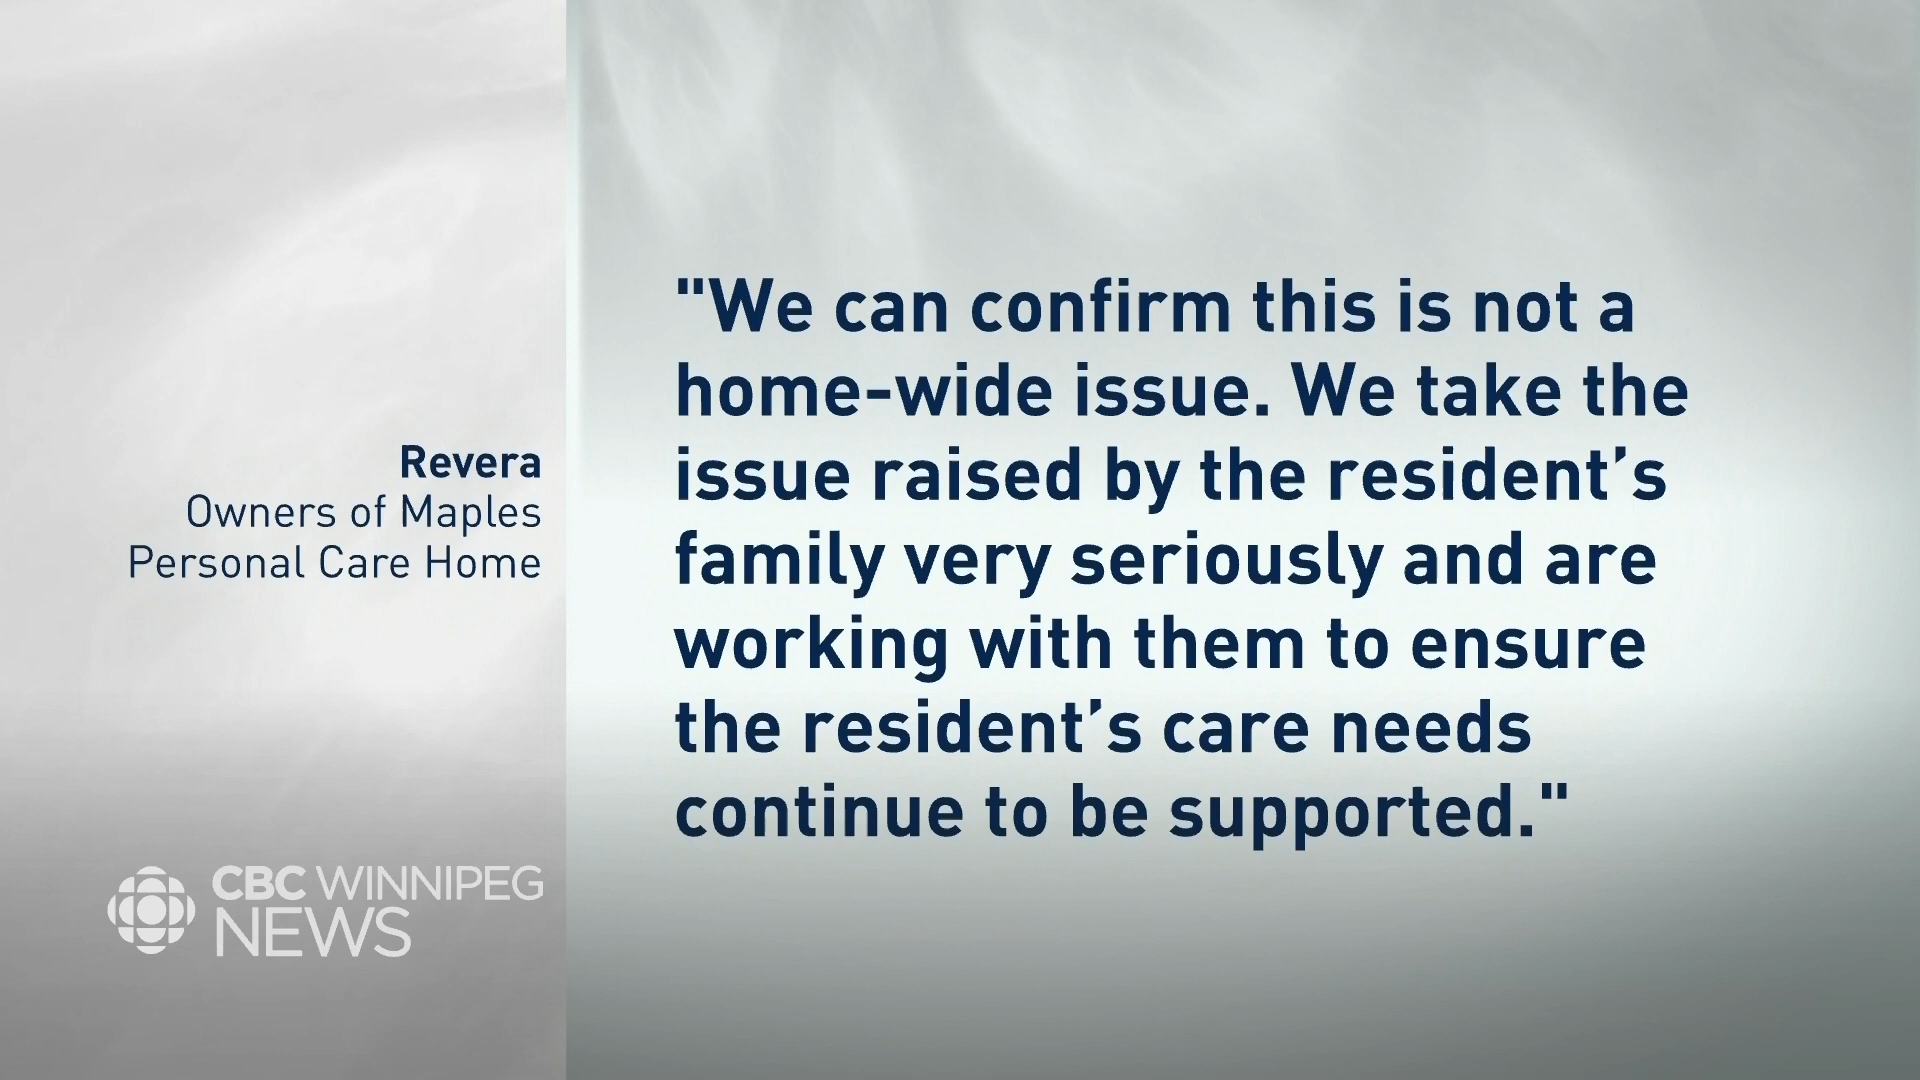 Revera
Owners of Maples
Personal Care Home
"We can confirm this is not a
home-wide issue. We take the
issue raised by the resident’s
family very seriously and are
working with them to ensure
the resident’s care needs
continue to be supported."
CBC WINNIPEG
NEWS